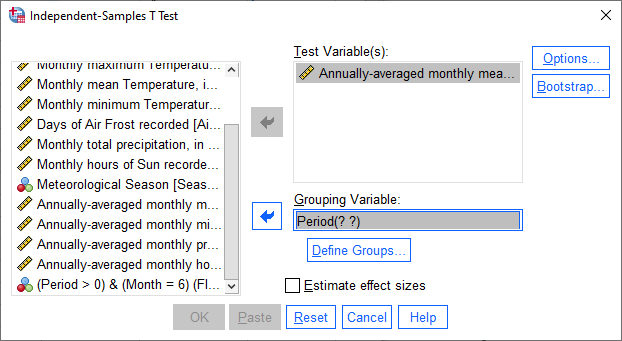 Independent-Samples T Test
Monthly maximum Temperatu...
Monthly mean Temperature, i...
Monthly minimum Temperatur...
Days of Air Frost recorded [Ai...
Monthly total precipitation, in ...
Monthly hours of Sun recorde...
Meteorological Season [Seas...
Annually-averaged monthly m...
Annually-averaged monthly mi...
Annually-averaged monthly pr...
Annually-averaged monthly ho...
(Period > 0) & (Month = 6) (FI...
Test Variable(s):
Annually-averaged monthly mea...
Grouping Variable:
Period(? ?)
Define Groups...
Estimate effect sizes
Options...
Bootstrap...
OK
Paste
Reset
Cancel
Help